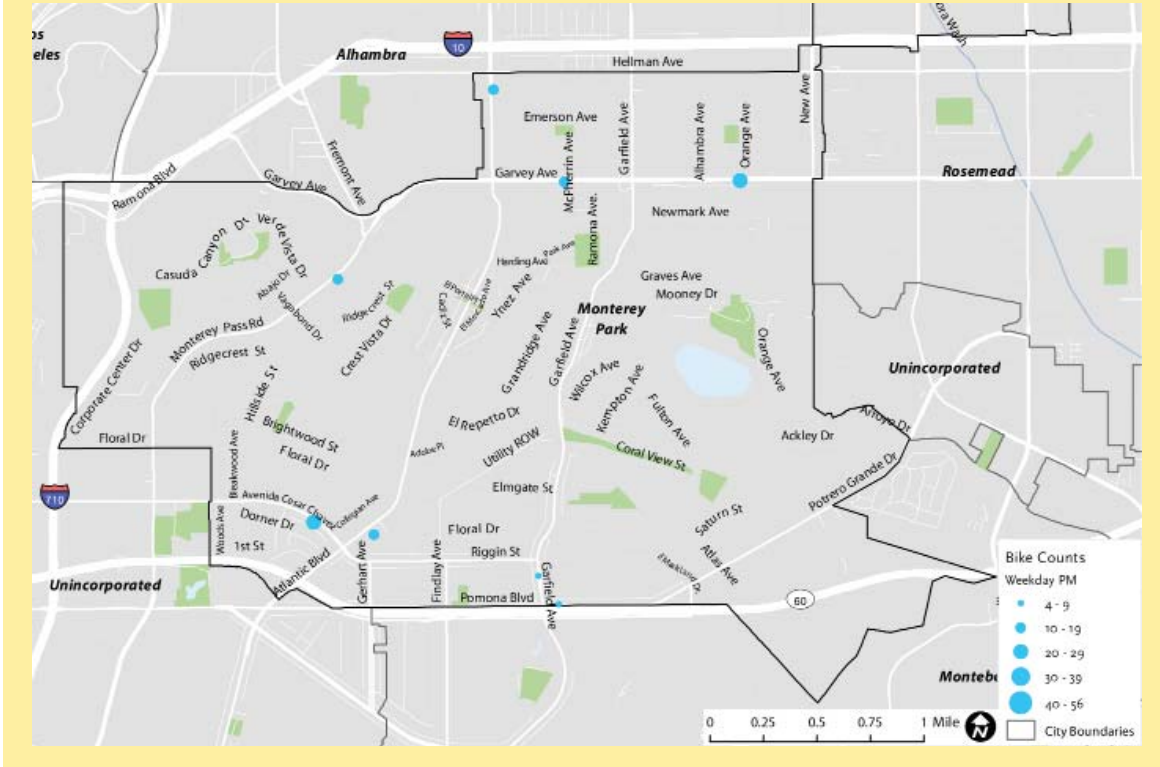 os
eles
Alhambra
10
Hellman Ave
Emerson Ave
McPherrin Ave
Garfield Ave
Alhambra Ave
Orange Ave
New Ave
Fremont Ave
Garvey Ave
Garvey Ave
Ramona Blvd
Rosemead
Newmark Ave
Ramona Ave.
Casuda Canyon Dr
Verde Vista Dr
Abajo Dr
Vagabond Dr
Ridgecrest St
Crest Vista Dr
Harding Ave
Park Ave
Cadiz St
Ynez Ave
Graves Ave
Mooney Dr
Monterey
Park
Monterey Pass Rd
Ridgecrest St
Grandridge Ave
Garfield Ave
Wilcox Ave
Kempton Ave
Fulton Ave
Orange Ave
Unincorporated
Corporate Center Dr
Hillside St
Brightwood St
Floral Dr
Floral Dr
El Repetto Dr
Utility ROW
Adobe Pl
Coral View St
Ackley Dr
Arroyo Dr
Potrero Grande Dr
710
Avenida Cesar Chavez
Collegian Ave
Dorner Dr
Woods Ave
1st St
Atlantic Blvd
Gerhart Ave
Findlay Ave
Elmgate St
Floral Dr
Riggin St
Garfield Ave
Pomona Blvd
Saturn St
Atlas Ave
60
Unincorporated
Bike Counts
Weekday PM
4 - 9
10 - 19
20 - 29
30 - 39
40 - 56
City Boundaries
0 0.25 0.5 0.75 1 Mile
N